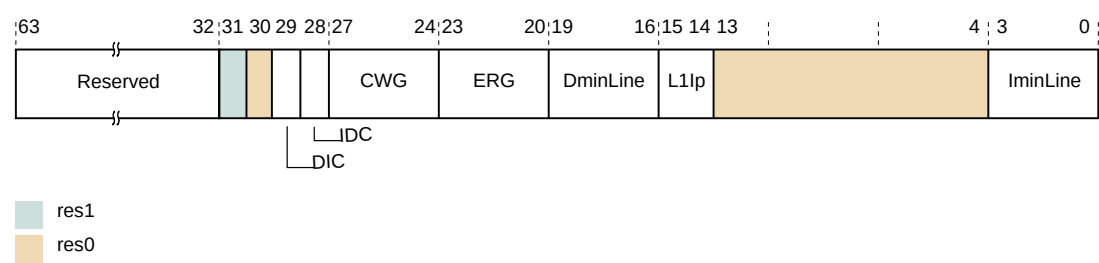 63 32 31 30 29 28 27 24 23 20 19 16 15 14 13 4 3 0
Reserved CWG ERG DminLine L1Ip IminLine
IDC
DIC
res1
res0